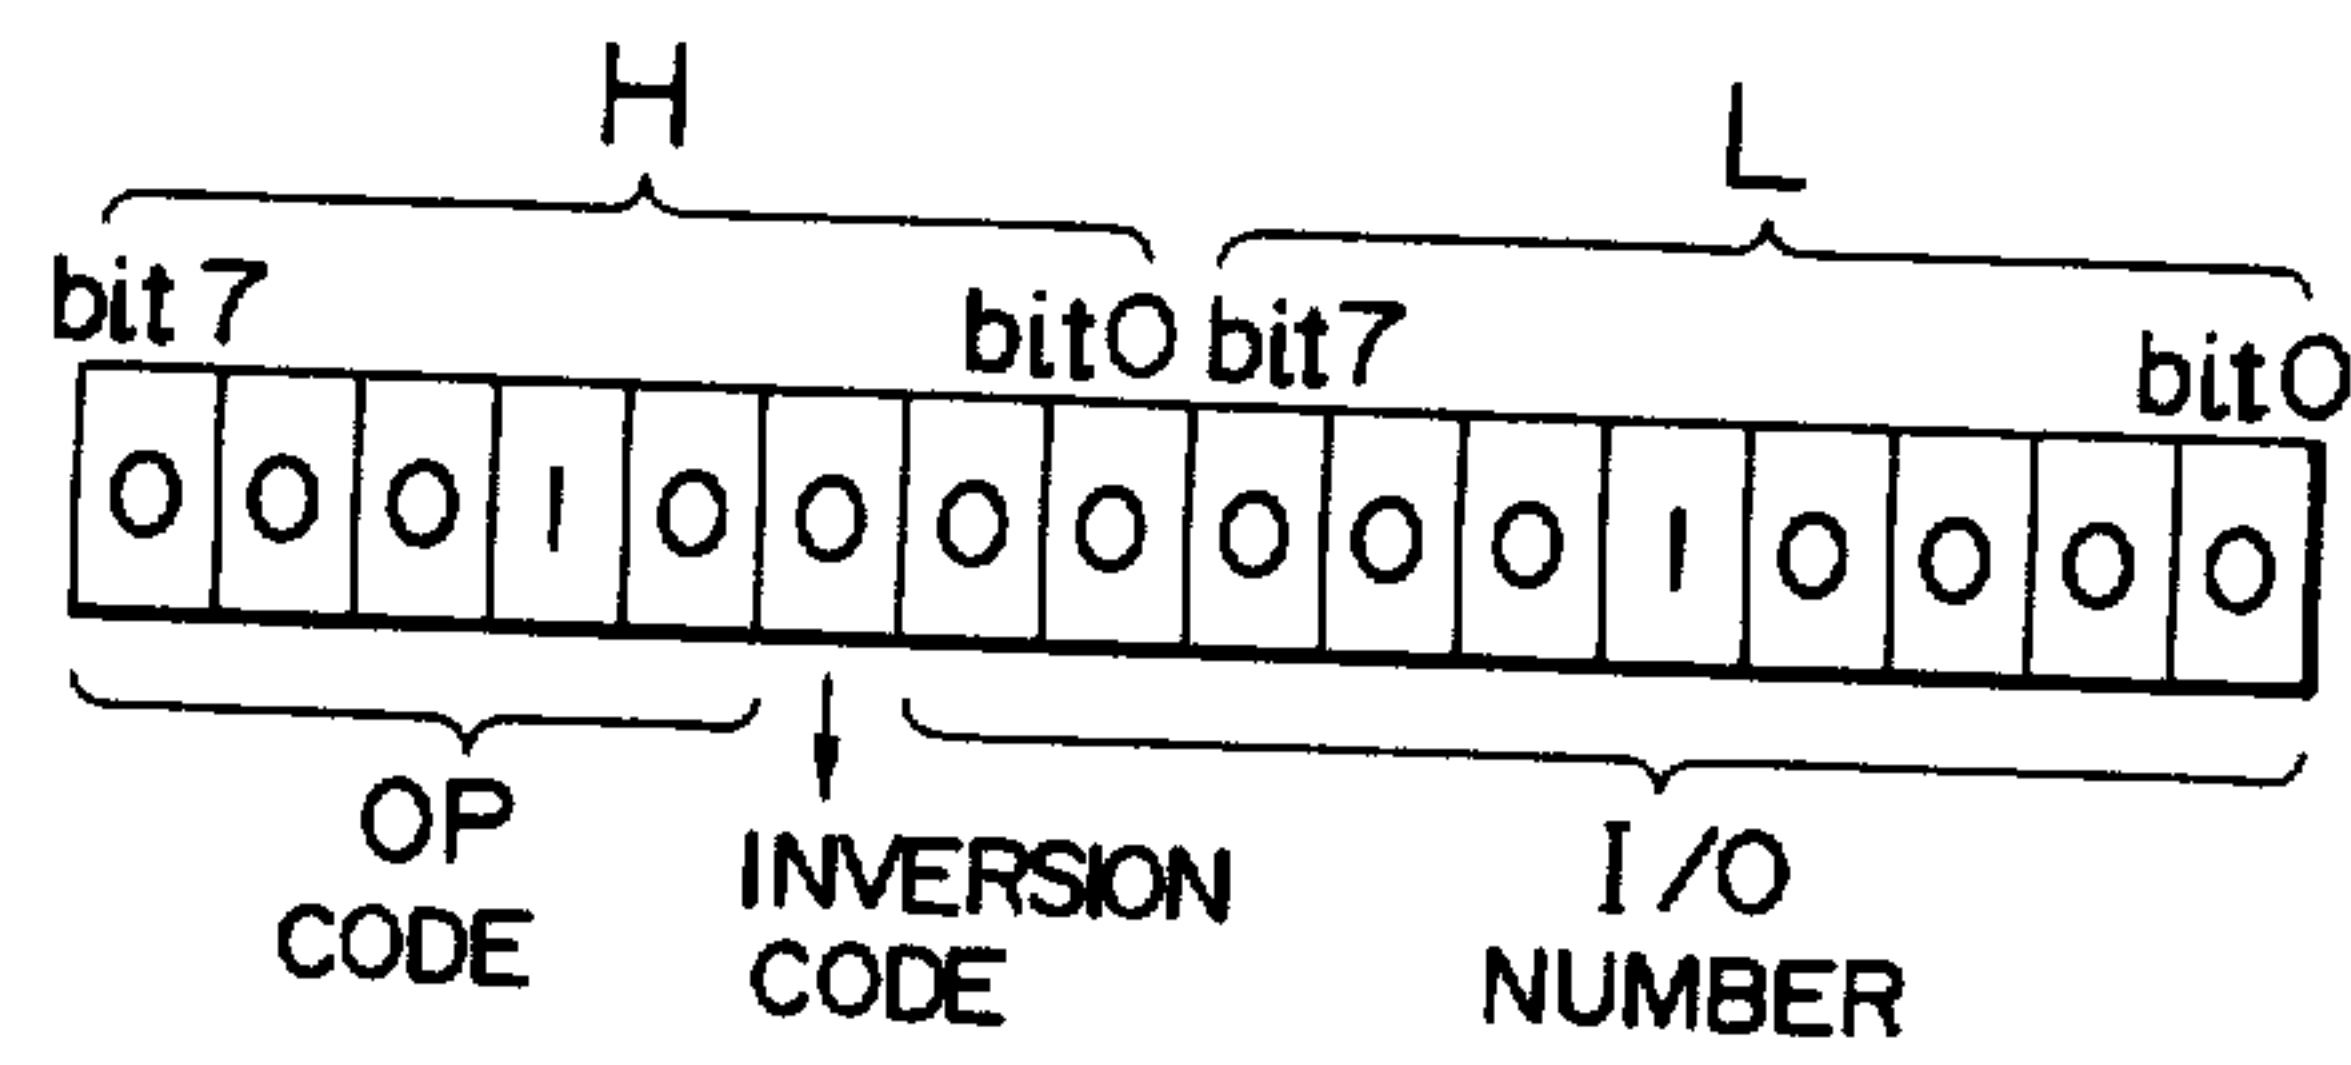 H L
bit 7 bit0 bit7 bit0
0 0 0 1 0 0 0 0 0 0 0 1 0 0 0 0
OP
CODE
INVERSION
CODE
I/O
NUMBER